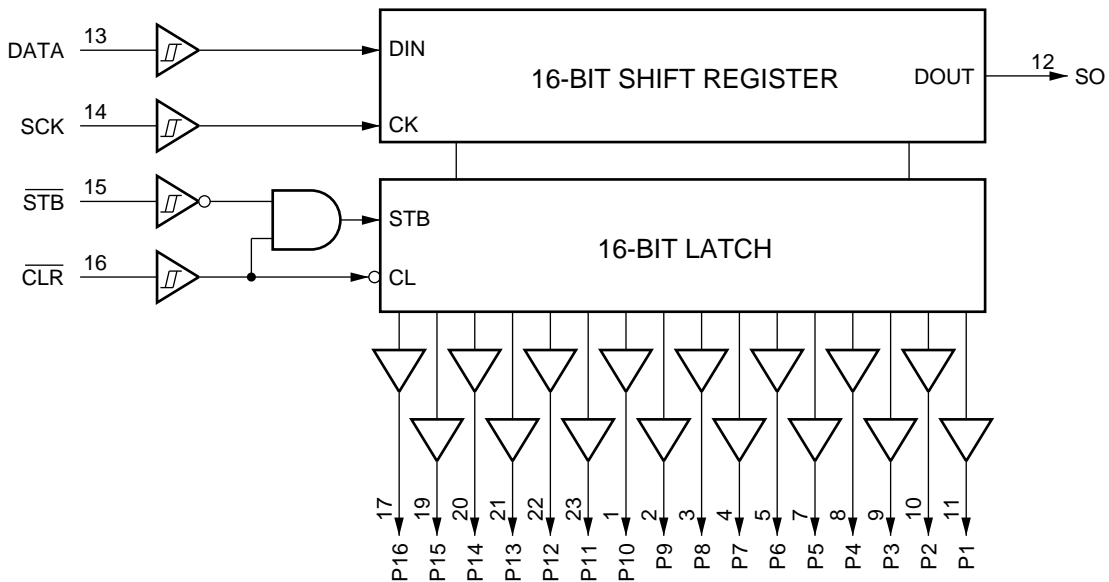 DATA 13 DIN
16-BIT SHIFT REGISTER
DOUT 12 SO
SCK 14 CK
STB 15 STB
16-BIT LATCH
CLR 16 CL
17 19 20 21 22 23 1 2 3 4 5 7 8 9 10 11
P16 P15 P14 P13 P12 P11 P10 P9 P8 P7 P6 P5 P4 P3 P2 P1